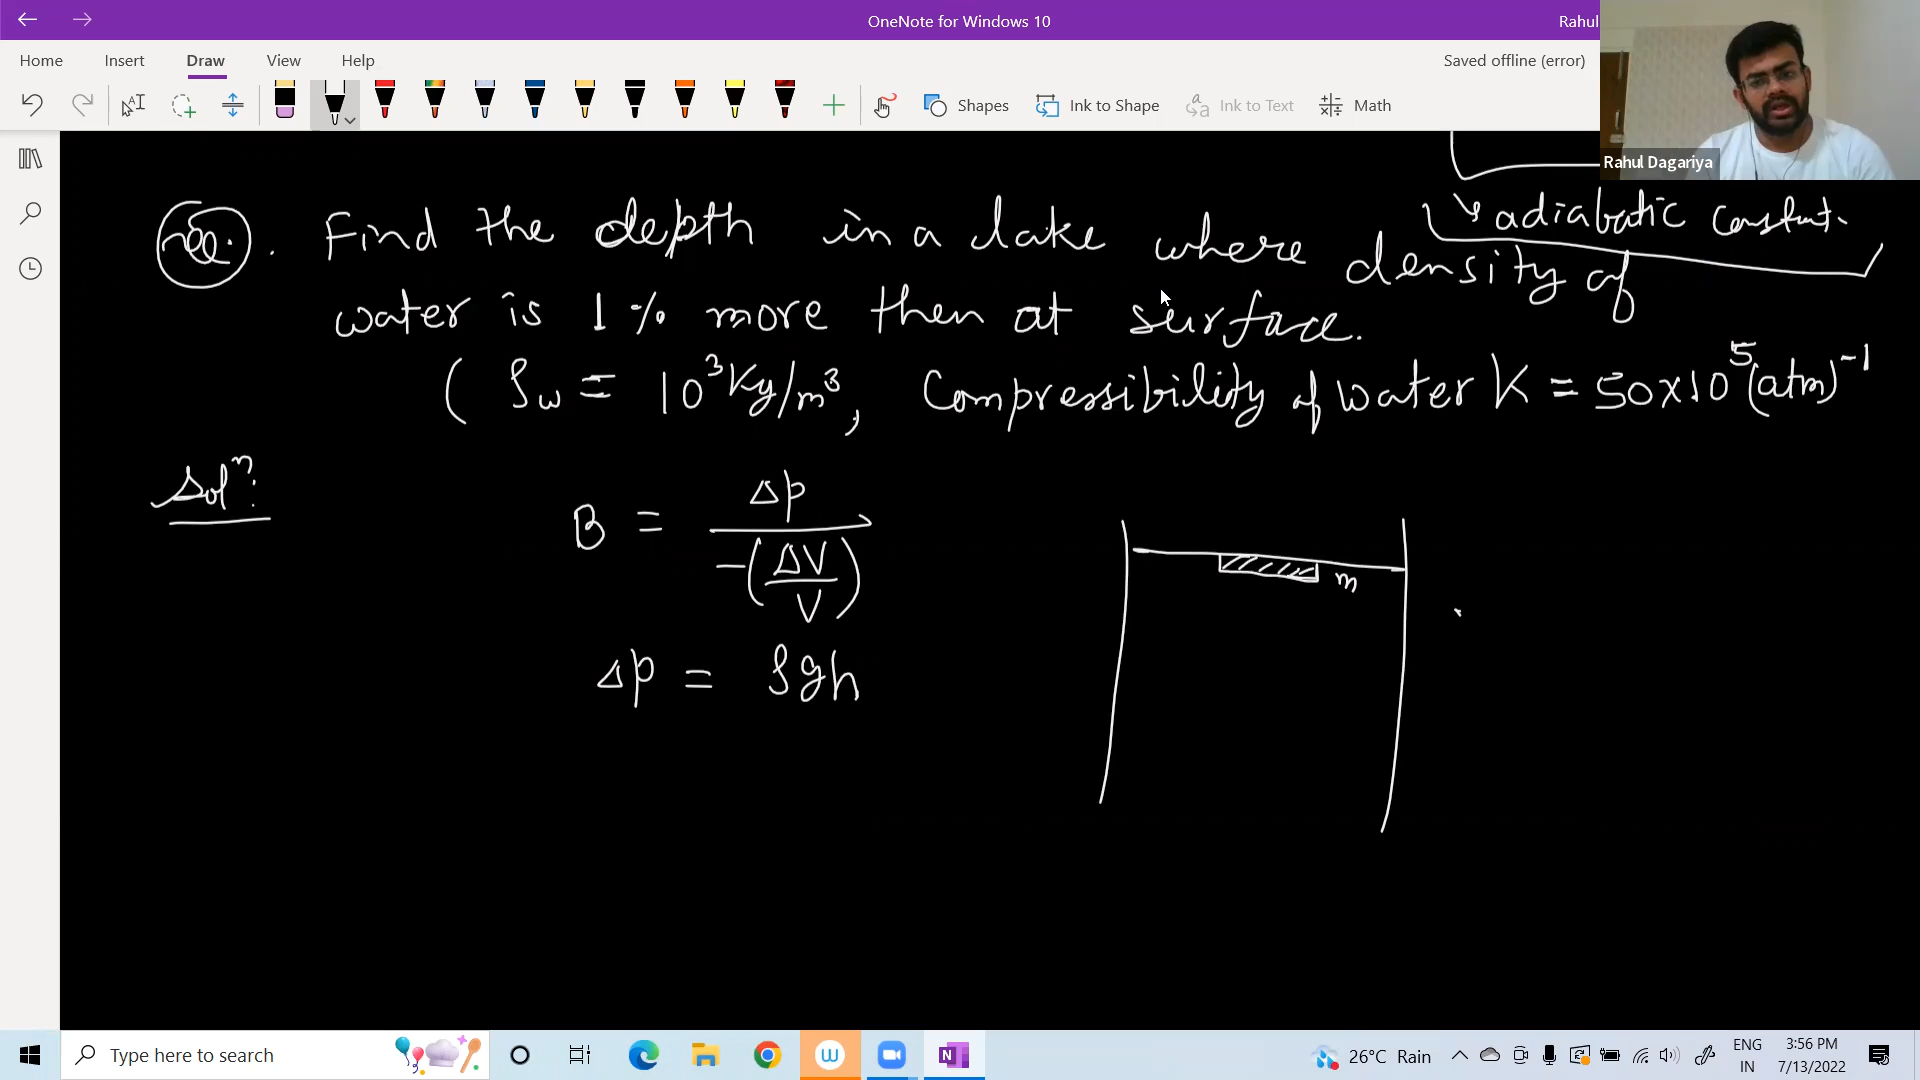 OneNote for Windows 10
Rahul
Home Insert Draw View Help
Saved offline (error)
Shapes Ink to Shape Ink to Text Math
Rahul Dagariya
adiabatic constant.
Q. Find the depth in a lake where density of
water is 1% more then at surface.
( ρw = 10³ Kg/m³, Compressibility of water K = 50×10⁵(atm)⁻¹
Solⁿ:
B = Δp / -(ΔV/V)
m
Δp = ρgh
Type here to search
26°C Rain
ENG
IN
3:56 PM
7/13/2022